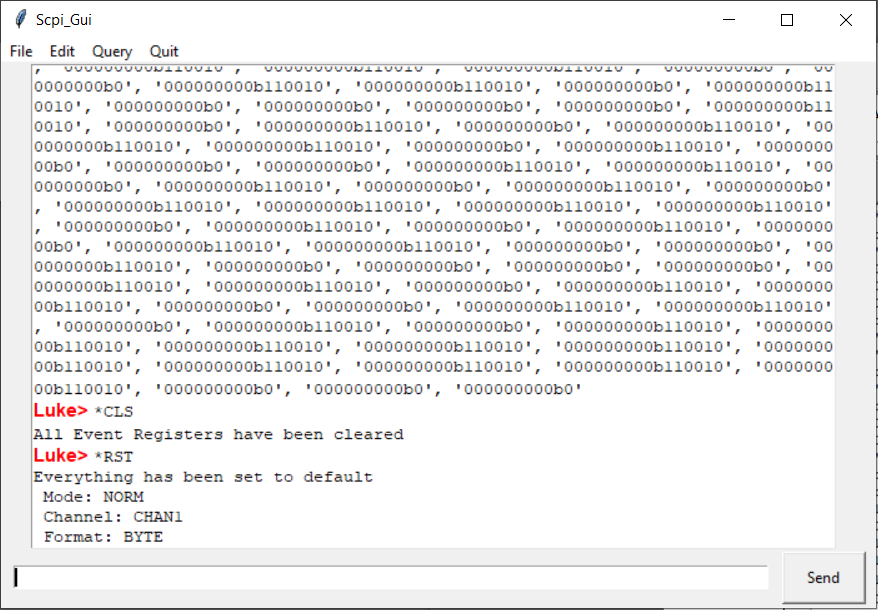 Scpi_Gui
File Edit Query Quit
, '000000000b110010', '000000000b110010', '000000000b110010', '000000000b0', '00
0000000b0', '000000000b110010', '000000000b110010', '000000000b0', '000000000b11
0010', '000000000b0', '000000000b0', '000000000b0', '000000000b0', '000000000b11
0010', '000000000b0', '000000000b110010', '000000000b0', '000000000b110010', '00
0000000b110010', '000000000b110010', '000000000b0', '000000000b110010', '0000000
00b0', '000000000b0', '000000000b0', '000000000b110010', '000000000b110010', '00
0000000b0', '000000000b110010', '000000000b0', '000000000b110010', '000000000b0'
, '000000000b110010', '000000000b110010', '000000000b110010', '000000000b110010'
, '000000000b0', '000000000b110010', '000000000b0', '000000000b110010', '0000000
00b0', '000000000b110010', '000000000b110010', '000000000b0', '000000000b0', '00
0000000b110010', '000000000b0', '000000000b0', '000000000b0', '000000000b0', '00
0000000b110010', '000000000b110010', '000000000b0', '000000000b110010', '0000000
00b110010', '000000000b0', '000000000b0', '000000000b110010', '000000000b110010'
, '000000000b0', '000000000b110010', '000000000b0', '000000000b110010', '0000000
00b110010', '000000000b110010', '000000000b110010', '000000000b110010', '0000000
00b110010', '000000000b110010', '000000000b110010', '000000000b110010', '0000000
00b110010', '000000000b0', '000000000b0', '000000000b0'
Luke> *CLS
All Event Registers have been cleared
Luke> *RST
Everything has been set to default
Mode: NORM
Channel: CHAN1
Format: BYTE
Send